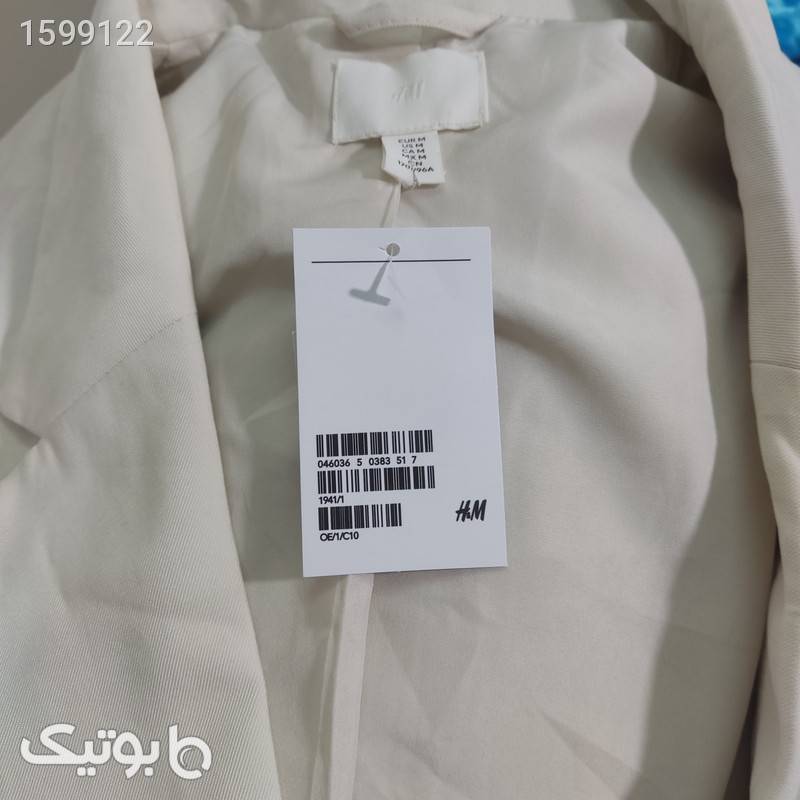 1599122
H&M
EUR M
US M
CA M
MX M
CN
170/96A
046036 5 0383 51 7
1941/1
OE/1/C10
H&M
بوتیک